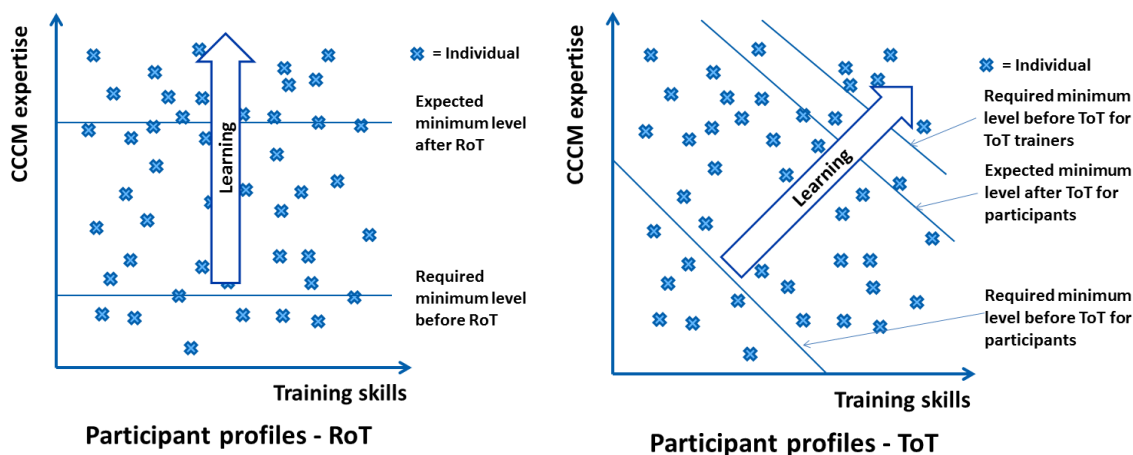 CCCM expertise
= Individual
Expected
minimum level
after RoT
Learning
Required
minimum level
before RoT
Training skills
Participant profiles - RoT
CCCM expertise
= Individual
Required minimum
level before ToT for
ToT trainers
Expected minimum
level after ToT for
participants
Learning
Required minimum
level before ToT for
participants
Training skills
Participant profiles - ToT